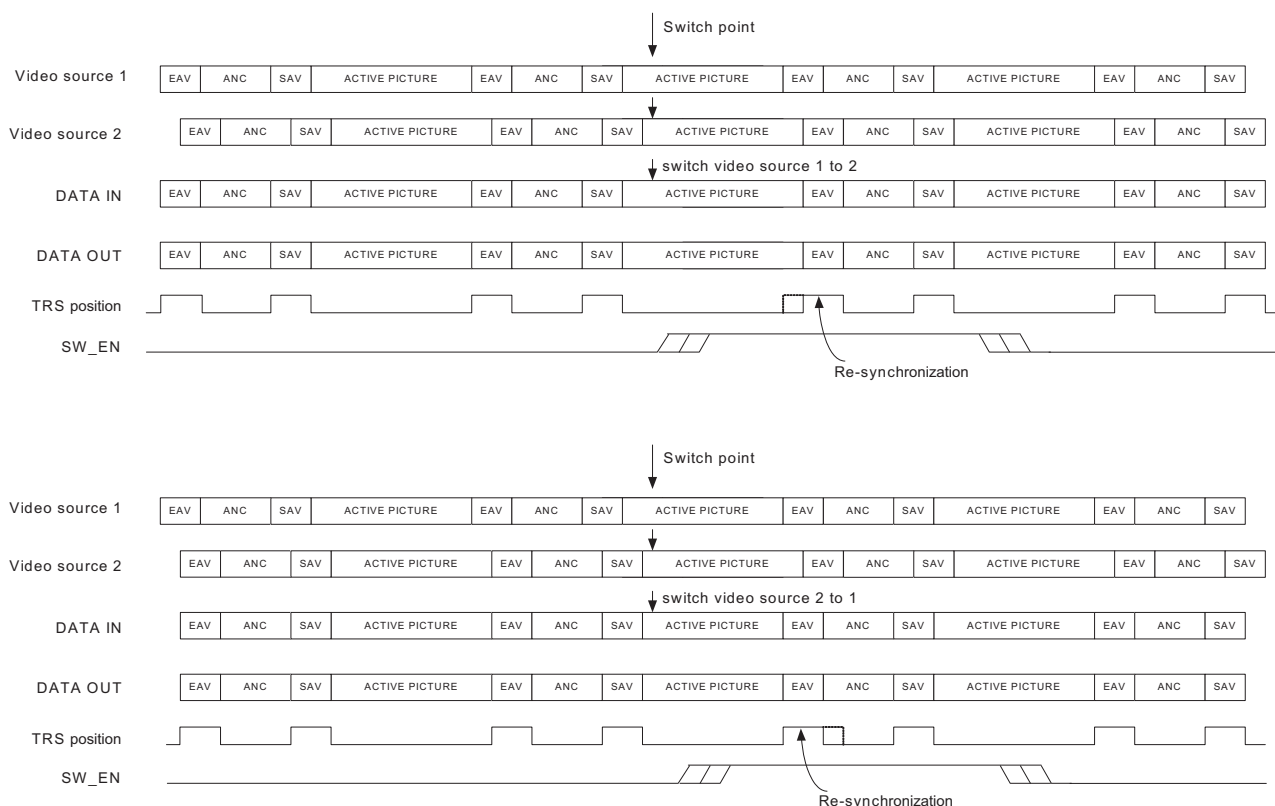 Switch point
Video source 1 EAV ANC SAV ACTIVE PICTURE EAV ANC SAV ACTIVE PICTURE EAV ANC SAV ACTIVE PICTURE EAV ANC SAV
Video source 2 EAV ANC SAV ACTIVE PICTURE EAV ANC SAV ACTIVE PICTURE EAV ANC SAV ACTIVE PICTURE EAV ANC SAV
switch video source 1 to 2
DATA IN EAV ANC SAV ACTIVE PICTURE EAV ANC SAV ACTIVE PICTURE EAV ANC SAV ACTIVE PICTURE EAV ANC SAV
DATA OUT EAV ANC SAV ACTIVE PICTURE EAV ANC SAV ACTIVE PICTURE EAV ANC SAV ACTIVE PICTURE EAV ANC SAV
TRS position
SW_EN
Re-synchronization
Switch point
Video source 1 EAV ANC SAV ACTIVE PICTURE EAV ANC SAV ACTIVE PICTURE EAV ANC SAV ACTIVE PICTURE EAV ANC SAV
Video source 2 EAV ANC SAV ACTIVE PICTURE EAV ANC SAV ACTIVE PICTURE EAV ANC SAV ACTIVE PICTURE EAV ANC SAV
switch video source 2 to 1
DATA IN EAV ANC SAV ACTIVE PICTURE EAV ANC SAV ACTIVE PICTURE EAV ANC SAV ACTIVE PICTURE EAV ANC SAV
DATA OUT EAV ANC SAV ACTIVE PICTURE EAV ANC SAV ACTIVE PICTURE EAV ANC SAV ACTIVE PICTURE EAV ANC SAV
TRS position
SW_EN
Re-synchronization